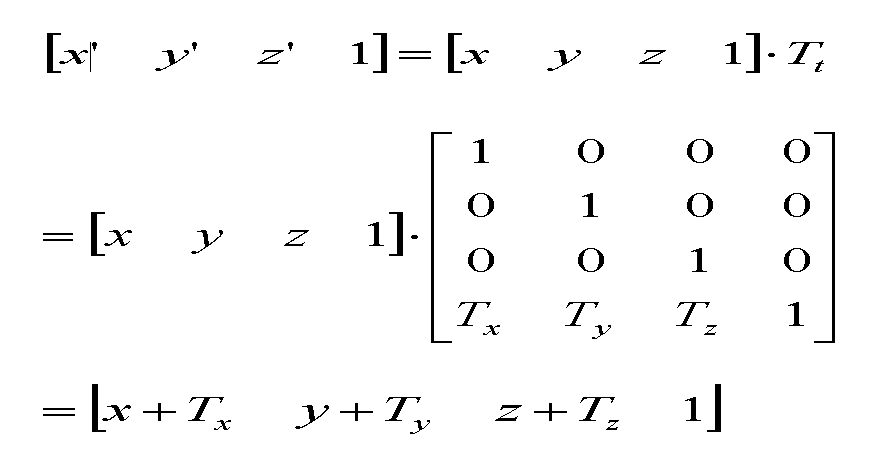 [x' y' z' 1] = [x y z 1] · T_t
= [x y z 1] · [1 0 0 0
0 1 0 0
0 0 1 0
T_x T_y T_z 1]
= ⌊x + T_x y + T_y z + T_z 1⌋